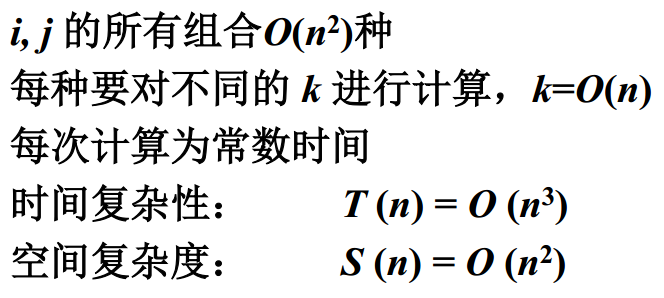 i, j 的所有组合O(n²)种
每种要对不同的 k 进行计算，k=O(n)
每次计算为常数时间
时间复杂性： T (n) = O (n³)
空间复杂度： S (n) = O (n²)